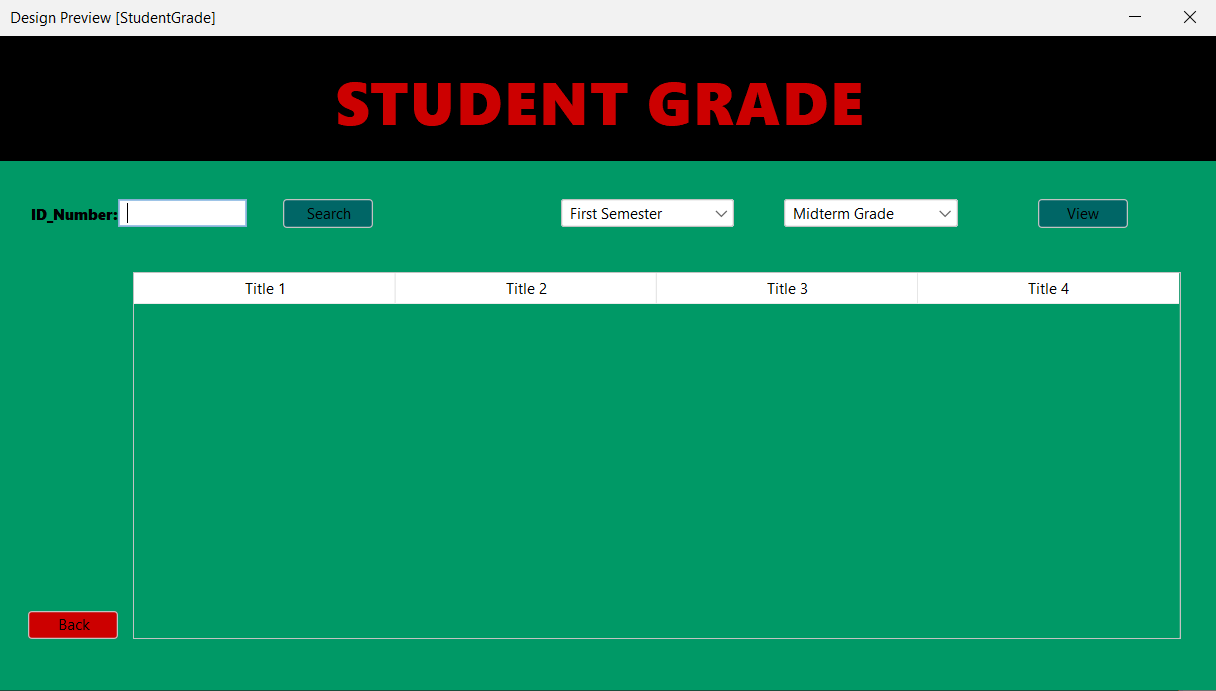 Design Preview [StudentGrade]
STUDENT GRADE
ID_Number: Search First Semester Midterm Grade View
Title 1 Title 2 Title 3 Title 4
Back